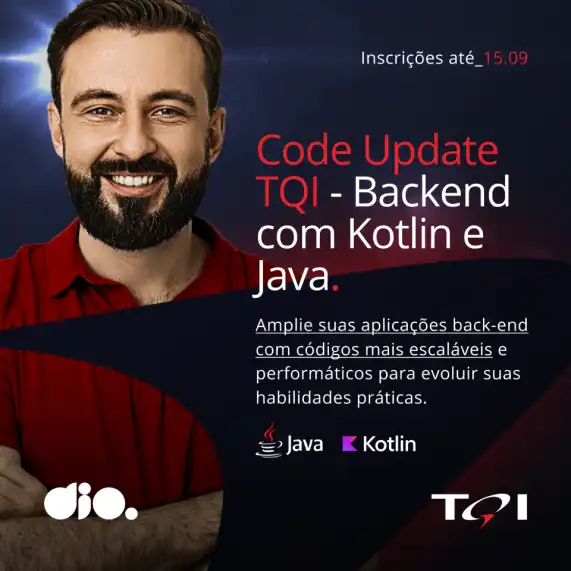 Inscrições até_15.09
Code Update
TQI - Backend
com Kotlin e
Java.
Amplie suas aplicações back-end
com códigos mais escaláveis e
performáticos para evoluir suas
habilidades práticas.
Java Kotlin
dio. TQI